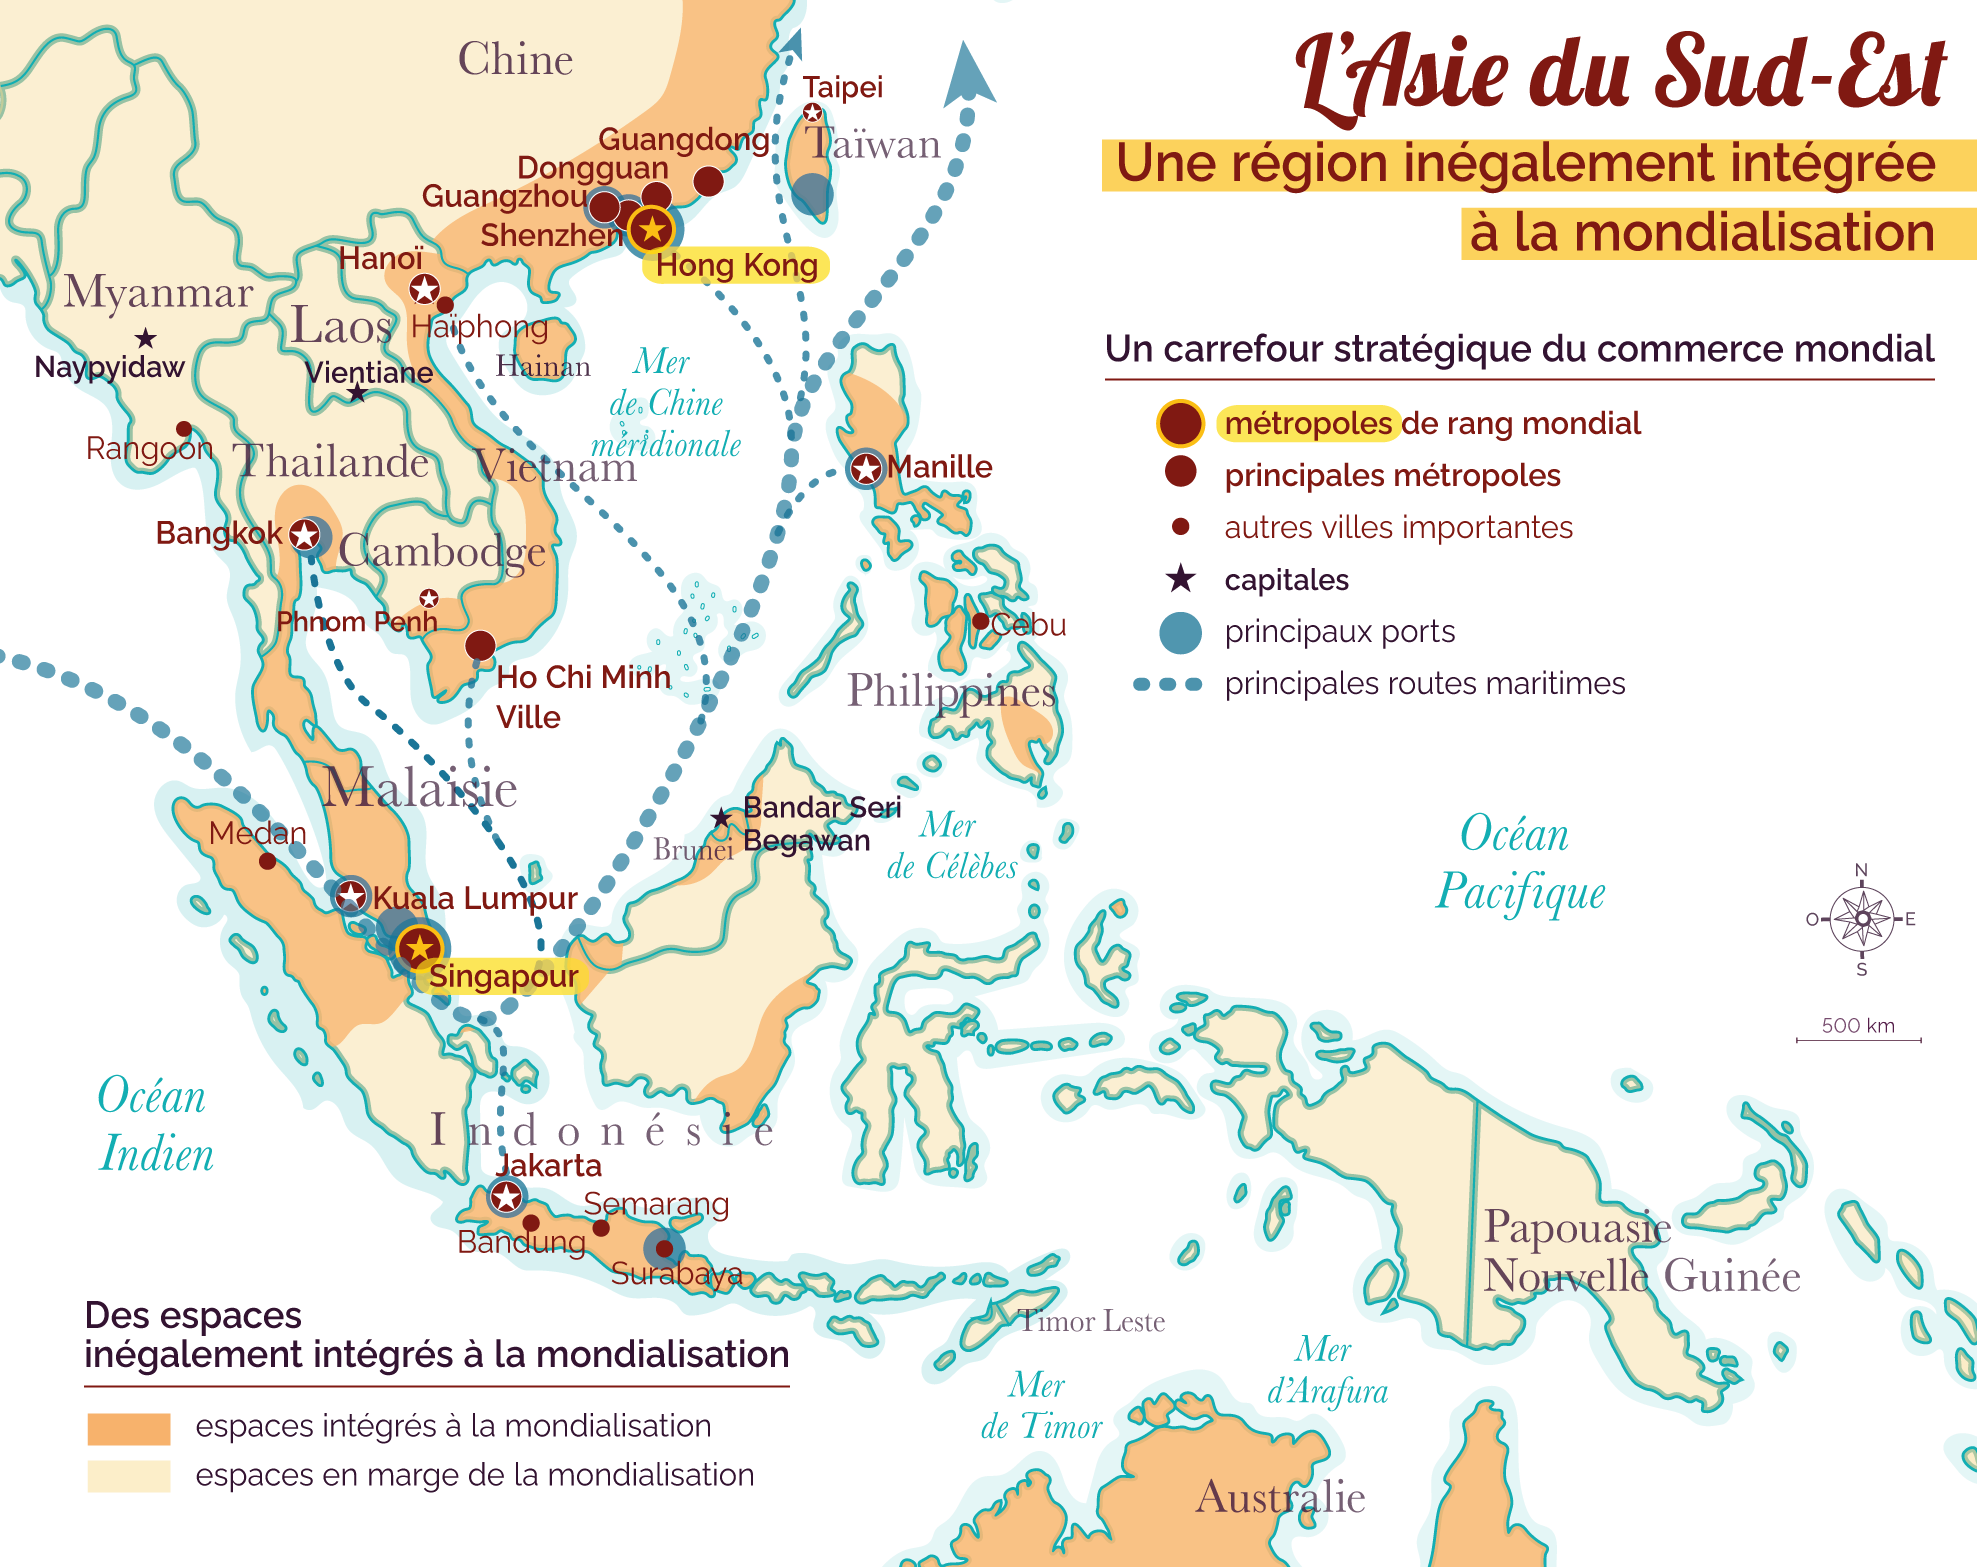 L'Asie du Sud-Est
Une région inégalement intégrée
à la mondialisation
Un carrefour stratégique du commerce mondial
métropoles de rang mondial
principales métropoles
autres villes importantes
capitales
principaux ports
principales routes maritimes
Chine
Taipei
Taïwan
Guangdong
Dongguan
Guangzhou
Shenzhen
Hong Kong
Hanoï
Haïphong
Hainan
Myanmar
Naypyidaw
Laos
Vientiane
Rangoon
Thailande
Vietnam
Mer
de Chine
méridionale
Manille
Bangkok
Cambodge
Phnom Penh
Ho Chi Minh
Ville
Cebu
Philippines
Malaisie
Medan
Bandar Seri
Begawan
Brunei
Mer
de Célèbes
Océan
Pacifique
N
O
E
S
500 km
Kuala Lumpur
Singapour
Océan
Indien
Indonésie
Jakarta
Semarang
Bandung
Surabaya
Papouasie
Nouvelle Guinée
Timor Leste
Mer
de Timor
Mer
d'Arafura
Australie
Des espaces
inégalement intégrés à la mondialisation
espaces intégrés à la mondialisation
espaces en marge de la mondialisation